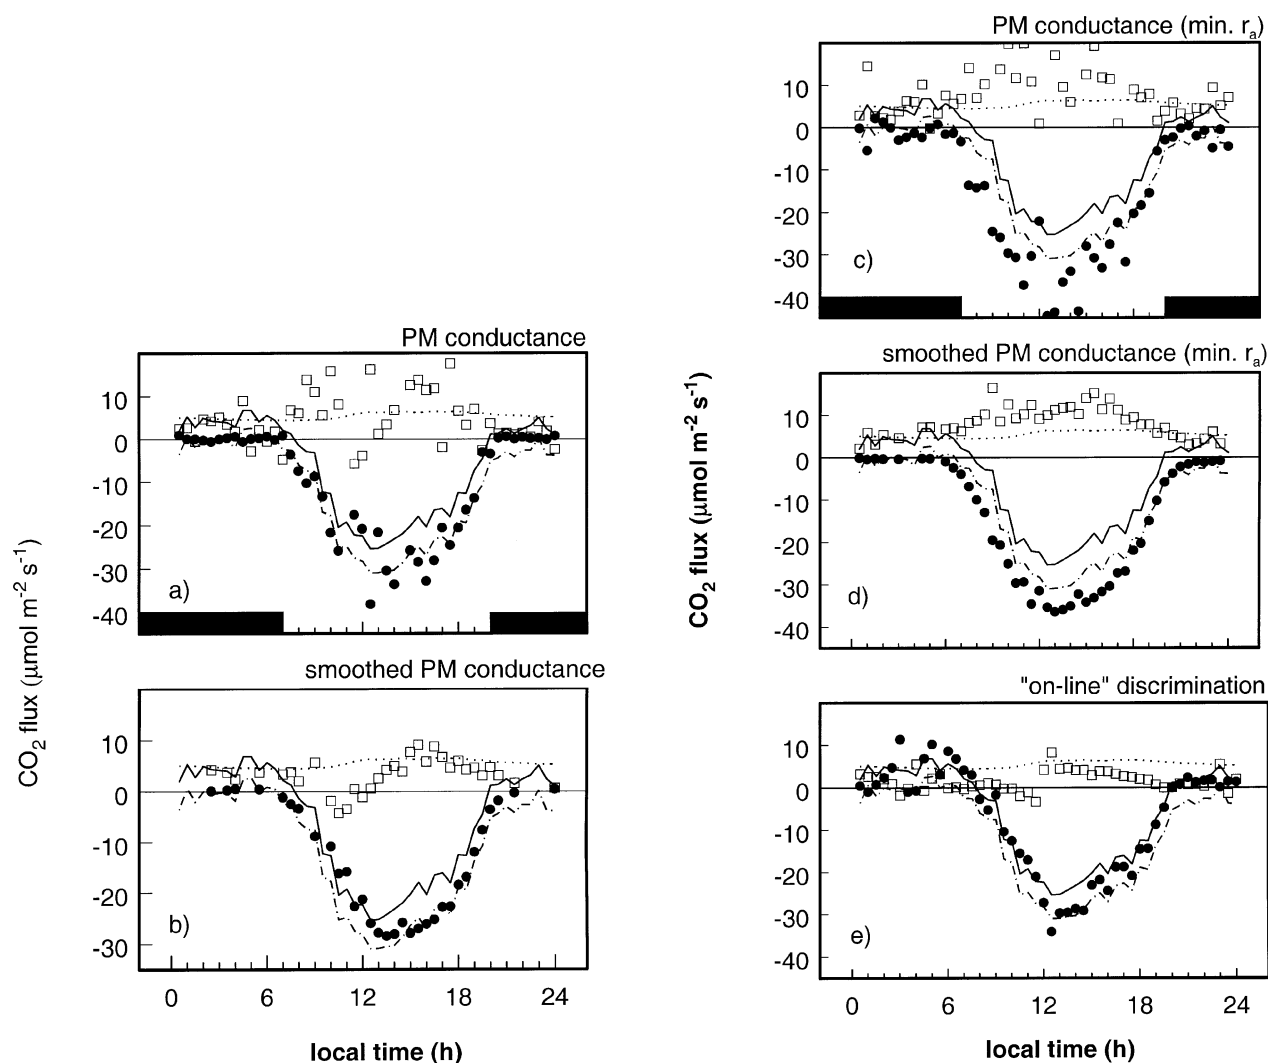 PM conductance (min. rₐ)
10
0
-10
-20
-30
-40
c)
PM conductance
10
0
-10
-20
-30
-40
a)
smoothed PM conductance (min. rₐ)
10
0
-10
-20
-30
-40
d)
smoothed PM conductance
10
0
-10
-20
-30
b)
0 6 12 18 24
local time (h)
CO₂ flux (μmol m⁻² s⁻¹)
"on-line" discrimination
10
0
-10
-20
-30
-40
e)
0 6 12 18 24
local time (h)
CO₂ flux (μmol m⁻² s⁻¹)